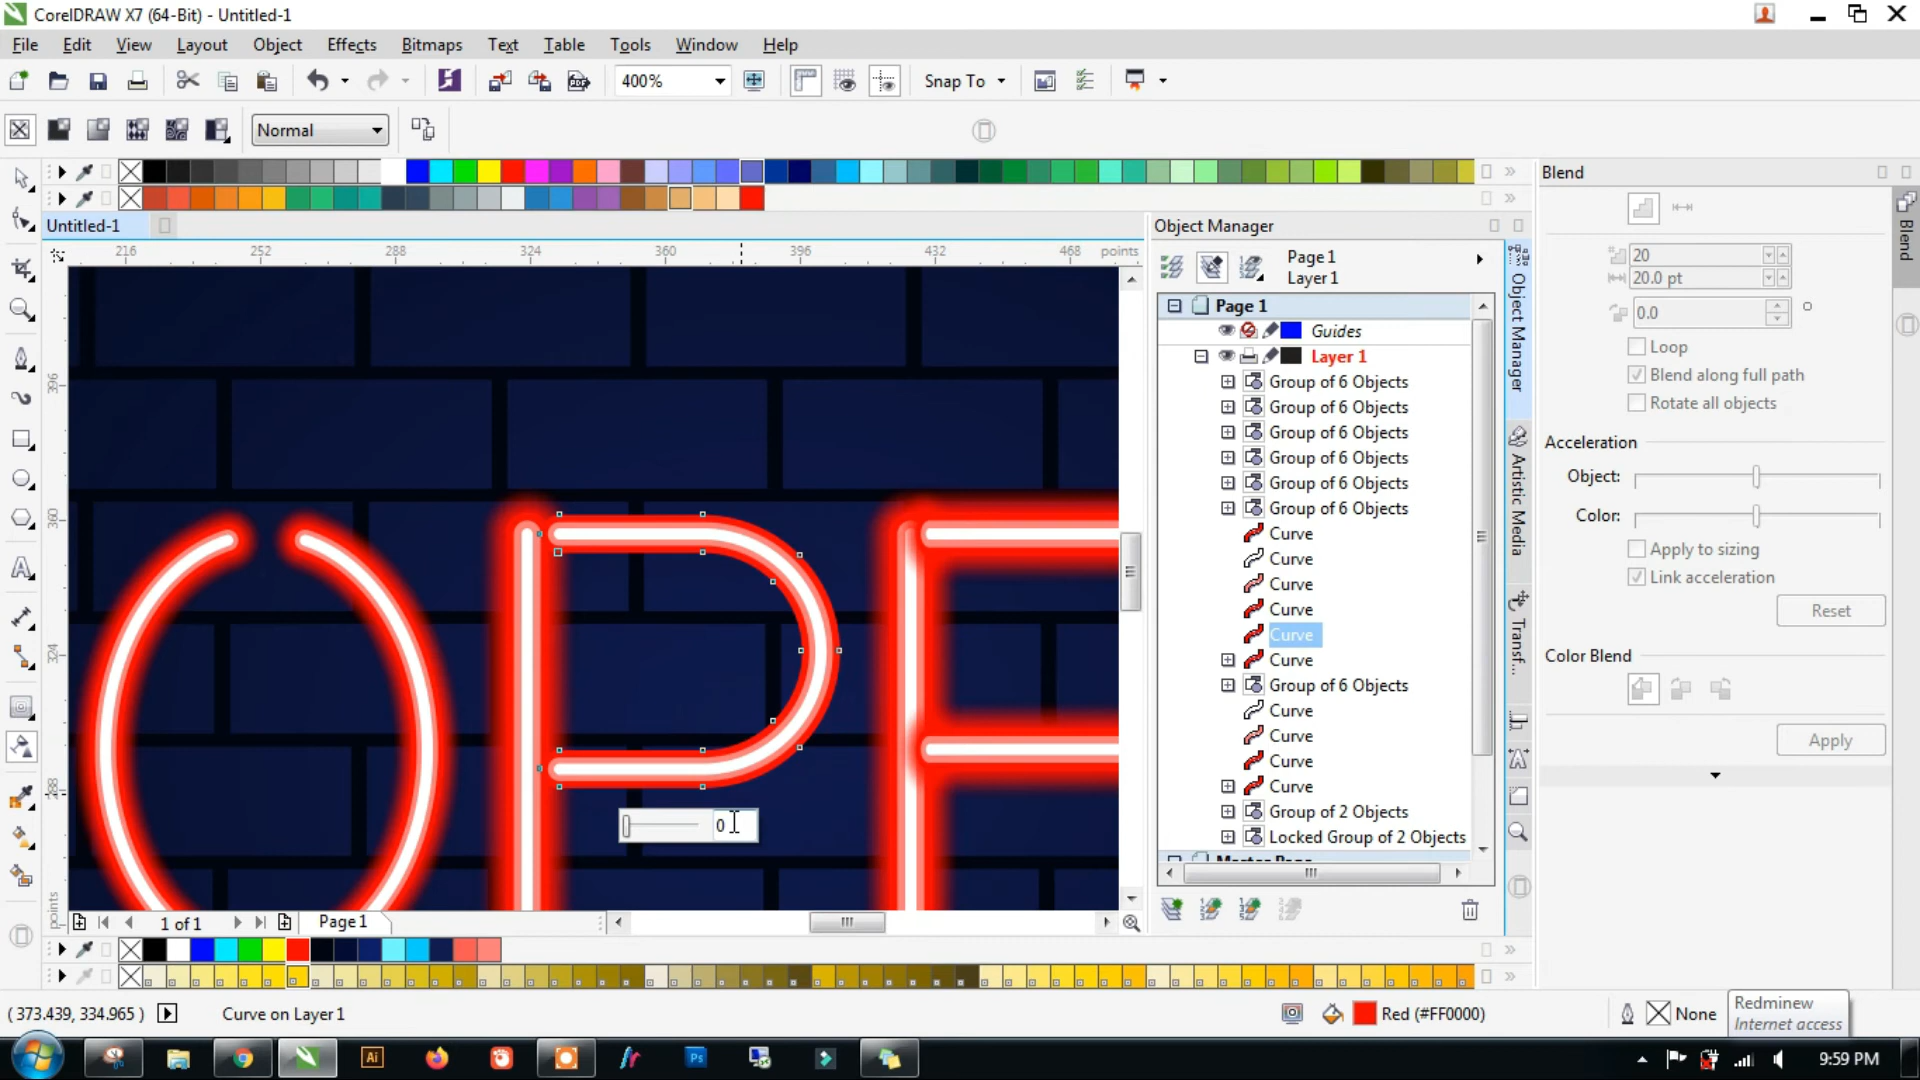 CorelDRAW X7 (64-Bit) - Untitled-1
File Edit View Layout Object Effects Bitmaps Text Table Tools Window Help
400% Snap To
Normal
Untitled-1
216 252 288 324 360 396 432 468 points
396
360
324
288
points
OPE
0
1 of 1 Page 1
Object Manager
Page 1
Layer 1
Page 1
Guides
Layer 1
Group of 6 Objects
Group of 6 Objects
Group of 6 Objects
Group of 6 Objects
Group of 6 Objects
Group of 6 Objects
Curve
Curve
Curve
Curve
Curve
Curve
Group of 6 Objects
Curve
Curve
Curve
Curve
Group of 2 Objects
Locked Group of 2 Objects
Master Page
Object Manager
Artistic Media
Transf...
Blend
20
20.0 pt
0.0
Loop
Blend along full path
Rotate all objects
Acceleration
Object:
Color:
Apply to sizing
Link acceleration
Reset
Color Blend
Apply
Blend
( 373.439, 334.965 ) Curve on Layer 1 Red (#FF0000) None
Redminew
Internet access
Ai Ps 9:59 PM